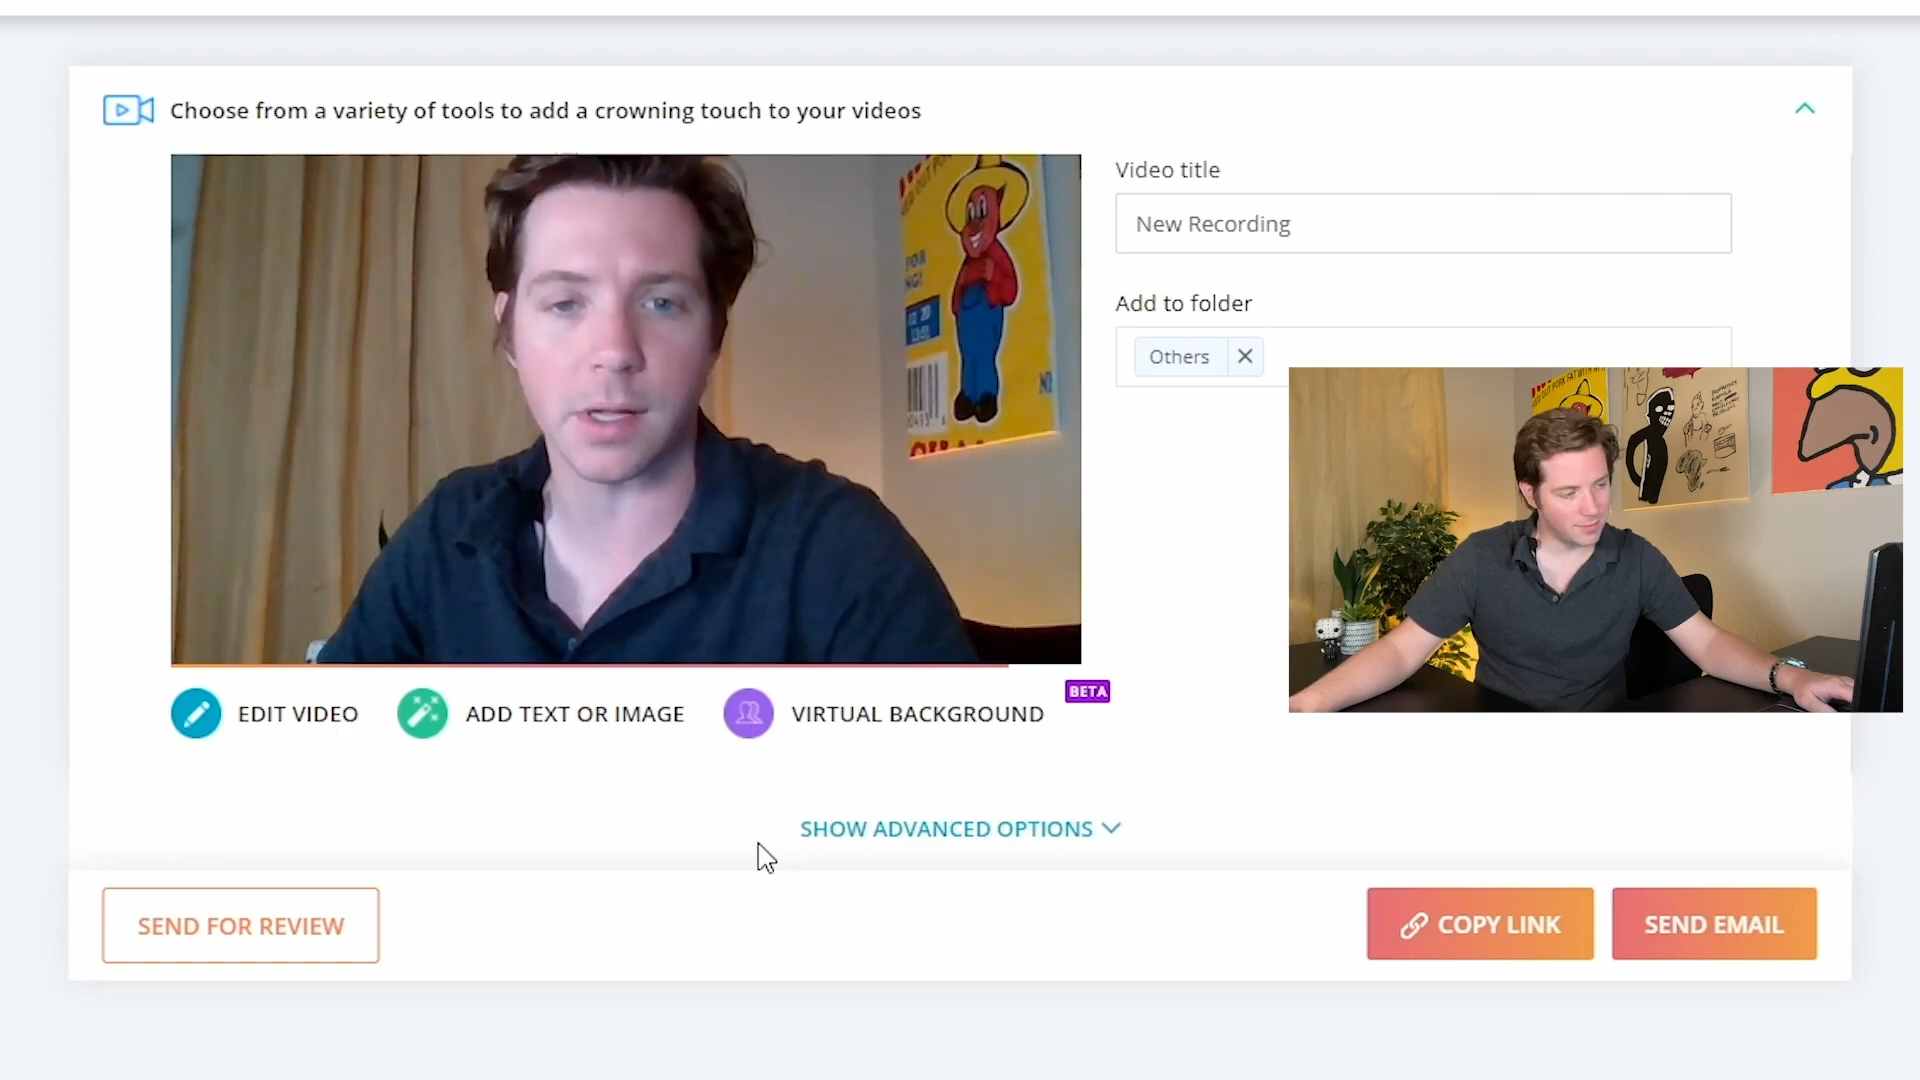 Choose from a variety of tools to add a crowning touch to your videos
Video title
New Recording
Add to folder
Others
FOR
NG!
EDIT VIDEO
ADD TEXT OR IMAGE
VIRTUAL BACKGROUND
BETA
SHOW ADVANCED OPTIONS
SEND FOR REVIEW
COPY LINK
SEND EMAIL